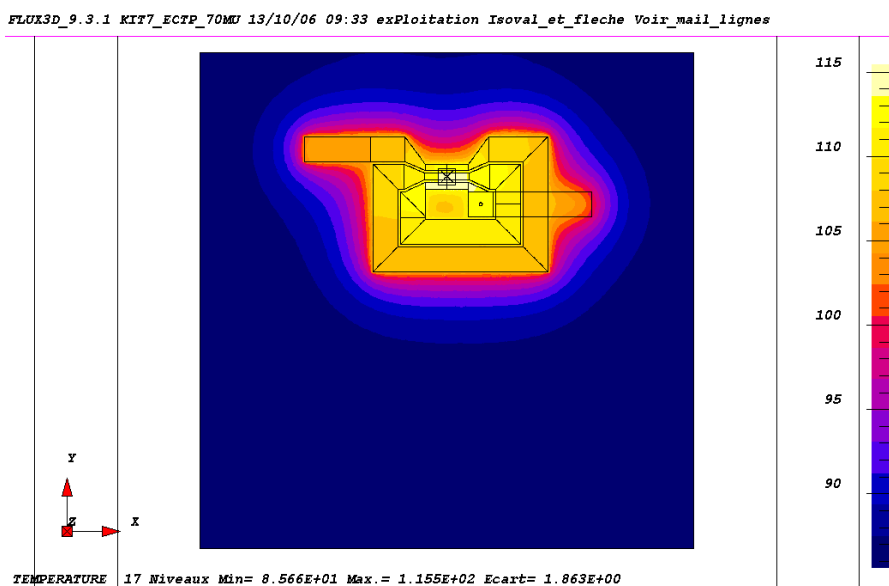 FLUX3D_9.3.1 KIT7_ECTP_70MU 13/10/06 09:33 exPloitation Isoval_et_fleche Voir_mail_lignes
115
110
105
100
95
90
Y
Z
X
TEMPERATURE 17 Niveaux Min= 8.566E+01 Max.= 1.155E+02 Ecart= 1.863E+00